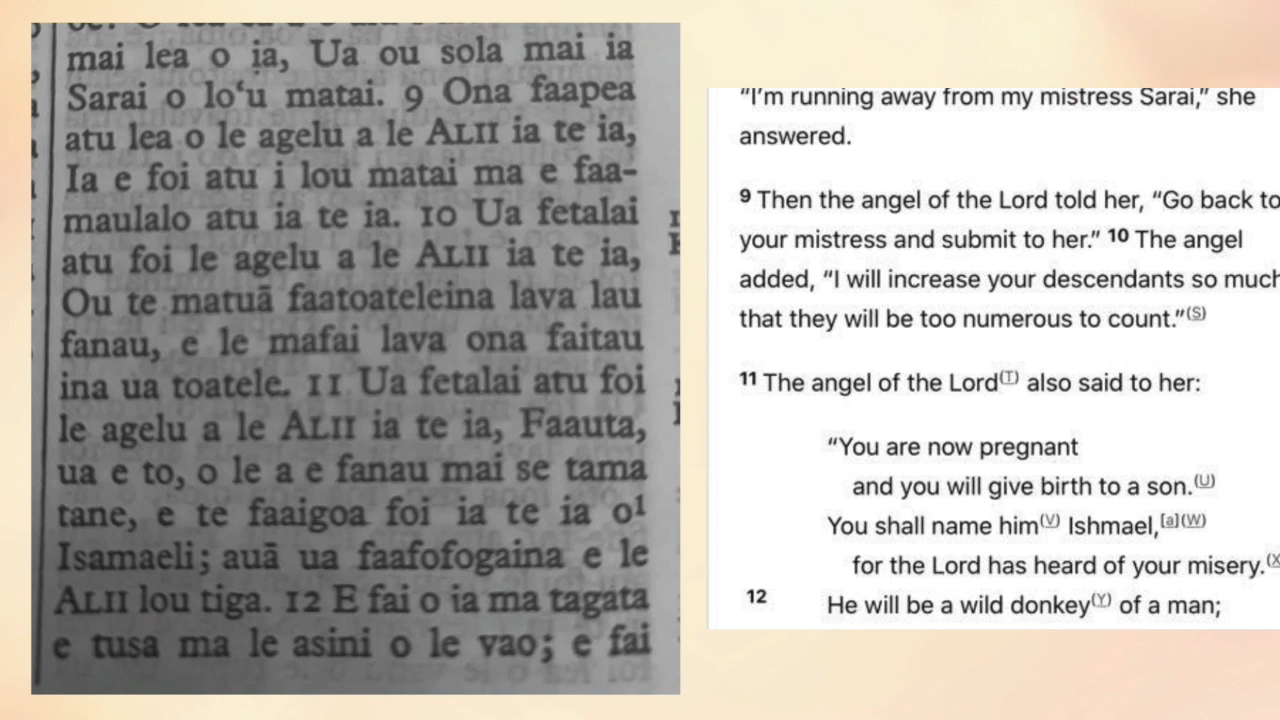 mai lea o ia, Ua ou sola mai ia
Sarai o lo‘u matai. 9 Ona faapea
atu lea o le agelu a le ALII ia te ia,
Ia e foi atu i lou matai ma e faa-
maulalo atu ia te ia. 10 Ua fetalai
atu foi le agelu a le ALII ia te ia,
Ou te matuā faatoateleina lava lau
fanau, e le mafai lava ona faitau
ina ua toatele. 11 Ua fetalai atu foi
le agelu a le ALII ia te ia, Faauta,
ua e to, o le a e fanau mai se tama
tane, e te faaigoa foi ia te ia o¹
Isamaeli; auā ua faafofogaina e le
ALII lou tiga. 12 E fai o ia ma tagata
e tusa ma le asini o le vao; e fai
“I’m running away from my mistress Sarai,” she
answered.
9 Then the angel of the Lord told her, “Go back to
your mistress and submit to her.” 10 The angel
added, “I will increase your descendants so much
that they will be too numerous to count.”(S)
11 The angel of the Lord(T) also said to her:
“You are now pregnant
and you will give birth to a son.(U)
You shall name him(V) Ishmael,[a](W)
for the Lord has heard of your misery.(X
12 He will be a wild donkey(Y) of a man;